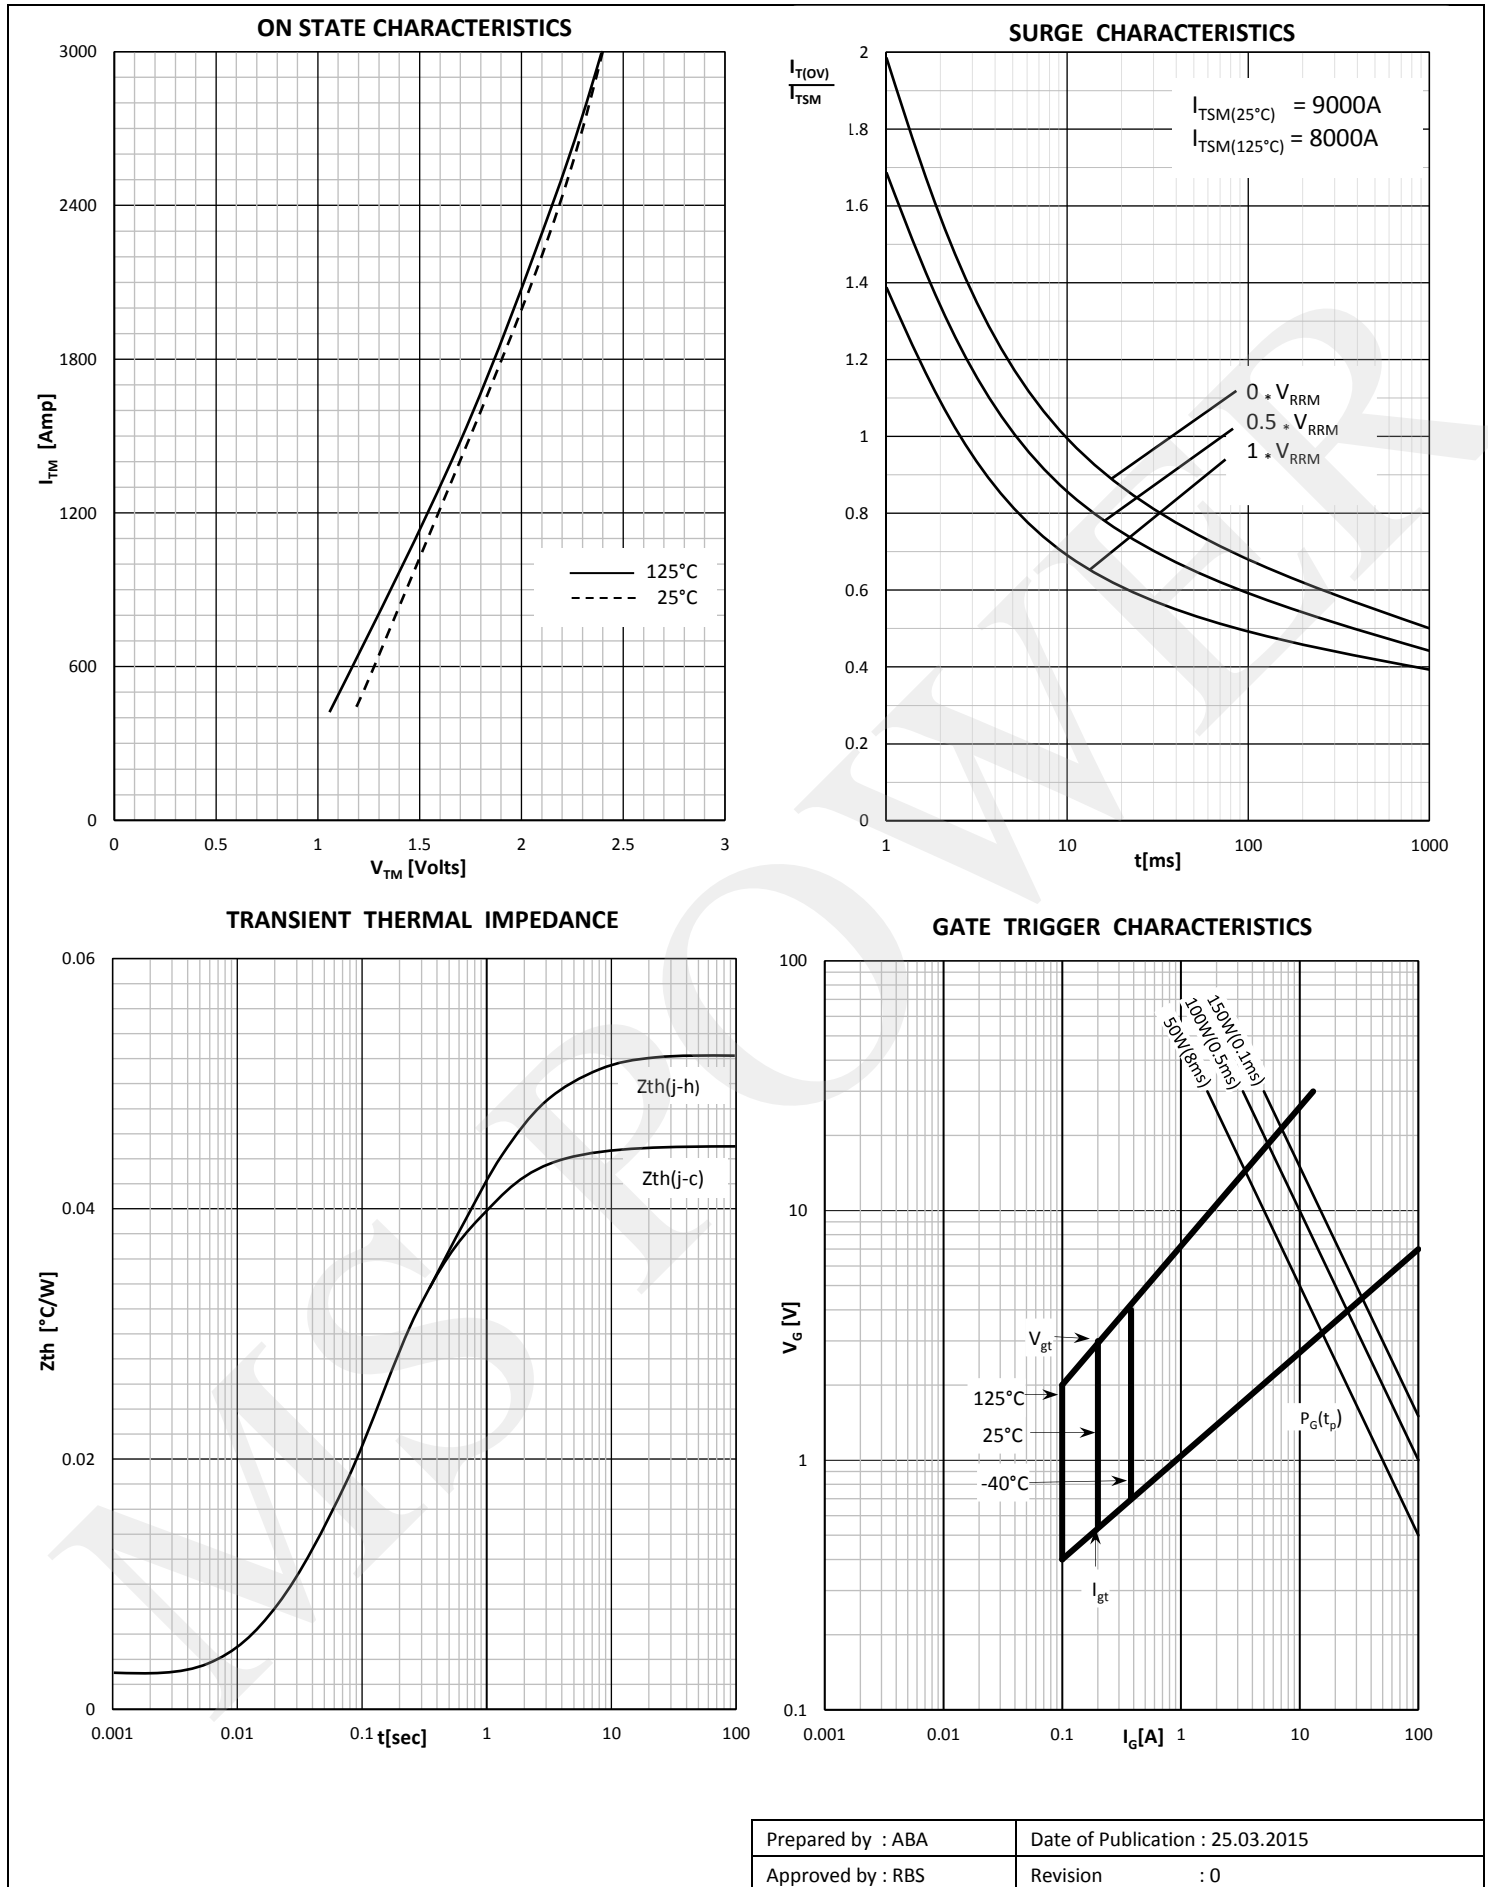 ON STATE CHARACTERISTICS
3000
2400
1800
1200
600
0
I_TM [Amp]
125°C
25°C
0 0.5 1 1.5 2 2.5 3
V_TM [Volts]
SURGE CHARACTERISTICS
I_T(OV)
I_TSM
I_TSM(25°C) = 9000A
I_TSM(125°C) = 8000A
2
1.8
1.6
1.4
1.2
1
0.8
0.6
0.4
0.2
0
0 * V_RRM
0.5 * V_RRM
1 * V_RRM
1 10 100 1000
t[ms]
TRANSIENT THERMAL IMPEDANCE
0.06
0.04
0.02
0
Zth [°C/W]
Zth(j-h)
Zth(j-c)
0.001 0.01 0.1 1 10 100
t[sec]
GATE TRIGGER CHARACTERISTICS
100
10
1
0.1
V_G [V]
150W(0.1ms)
100W(0.5ms)
50W(8ms)
V_gt
125°C
25°C
-40°C
I_gt
P_G(t_p)
0.001 0.01 0.1 1 10 100
I_G[A]
MS POWER
Prepared by : ABA
Date of Publication : 25.03.2015
Approved by : RBS
Revision : 0